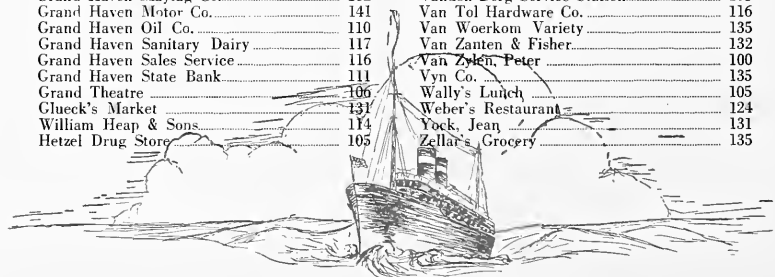 Grand Haven Motor Co. 141
Grand Haven Oil Co. 110
Grand Haven Sanitary Dairy 117
Grand Haven Sales Service 116
Grand Haven State Bank 111
Grand Theatre 106
Glueck's Market 131
William Heap & Sons 114
Hetzel Drug Store 105
Van Tol Hardware Co. 116
Van Woerkom Variety 135
Van Zanten & Fisher 132
Van Zylen, Peter 100
Vyn Co. 135
Wally's Lunch 105
Weber's Restaurant 124
Yock, Jean 131
Zellar's Grocery 135